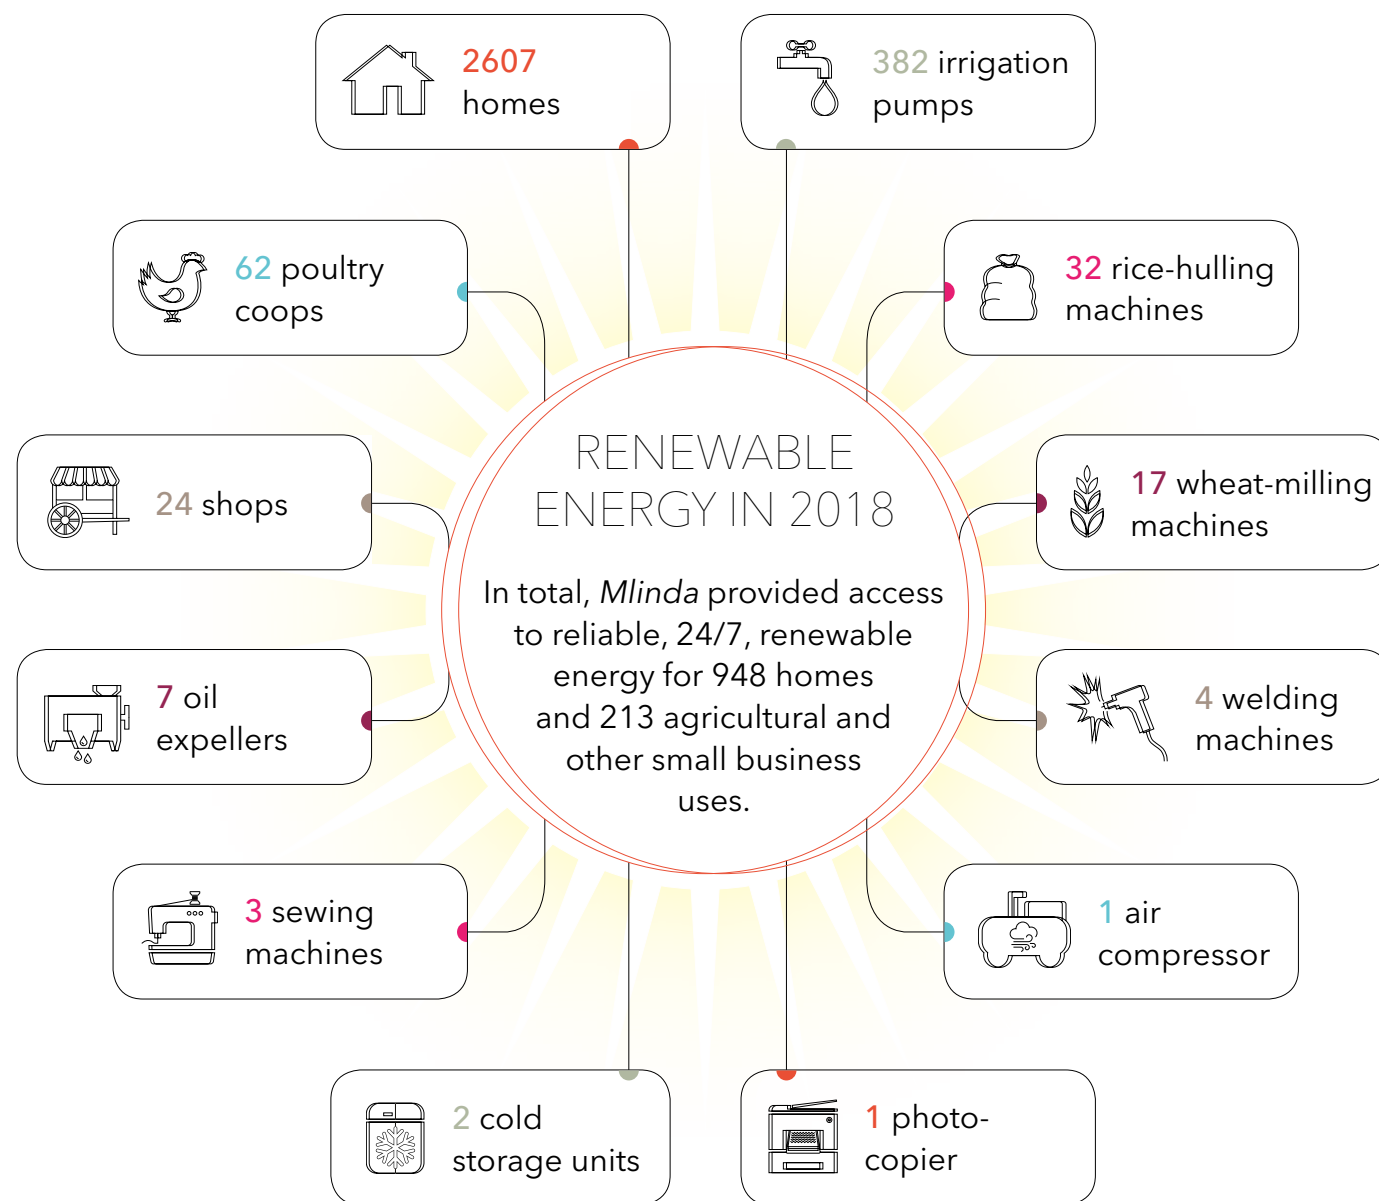 2607
homes
382 irrigation
pumps
62 poultry
coops
32 rice-hulling
machines
24 shops
17 wheat-milling
machines
RENEWABLE
ENERGY IN 2018
In total, Mlinda provided access
to reliable, 24/7, renewable
energy for 948 homes
and 213 agricultural and
other small business
uses.
7 oil
expellers
4 welding
machines
3 sewing
machines
1 air
compressor
2 cold
storage units
1 photo-
copier